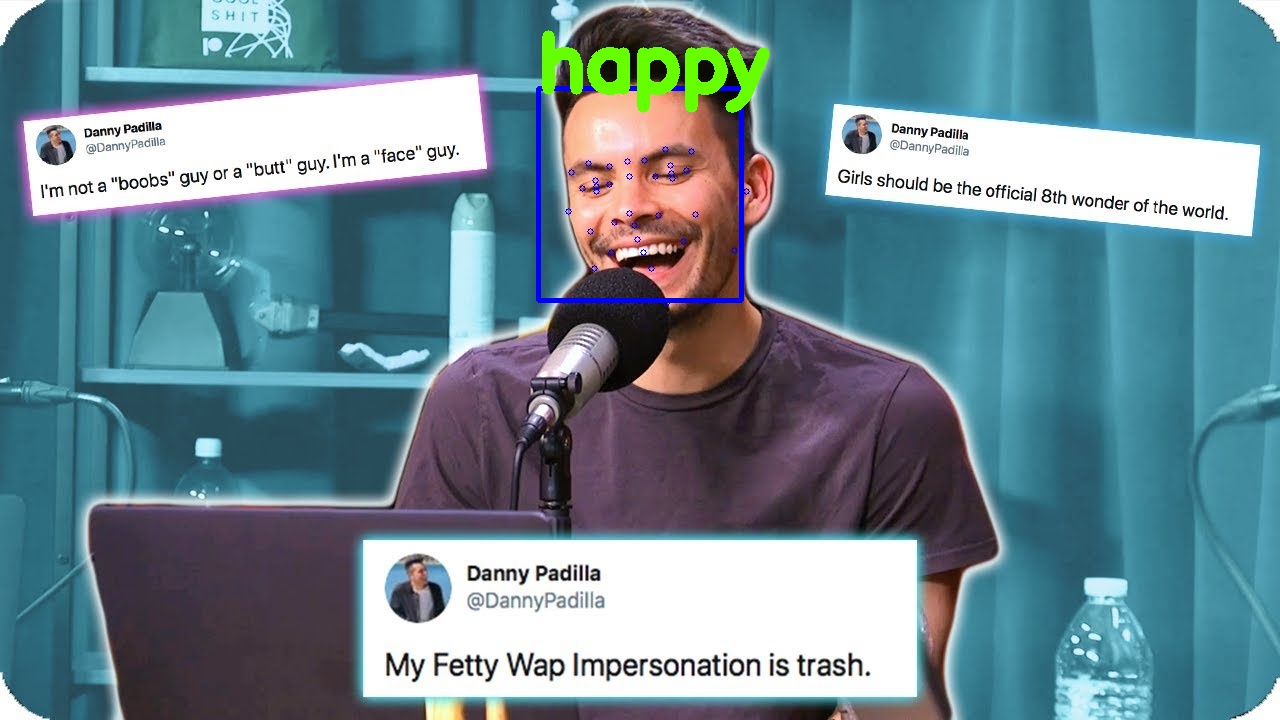 SHIT
happy
Danny Padilla
@DannyPadilla
I'm not a "boobs" guy or a "butt" guy. I'm a "face" guy.
Danny Padilla
@DannyPadilla
Girls should be the official 8th wonder of the world.
Danny Padilla
@DannyPadilla
My Fetty Wap Impersonation is trash.